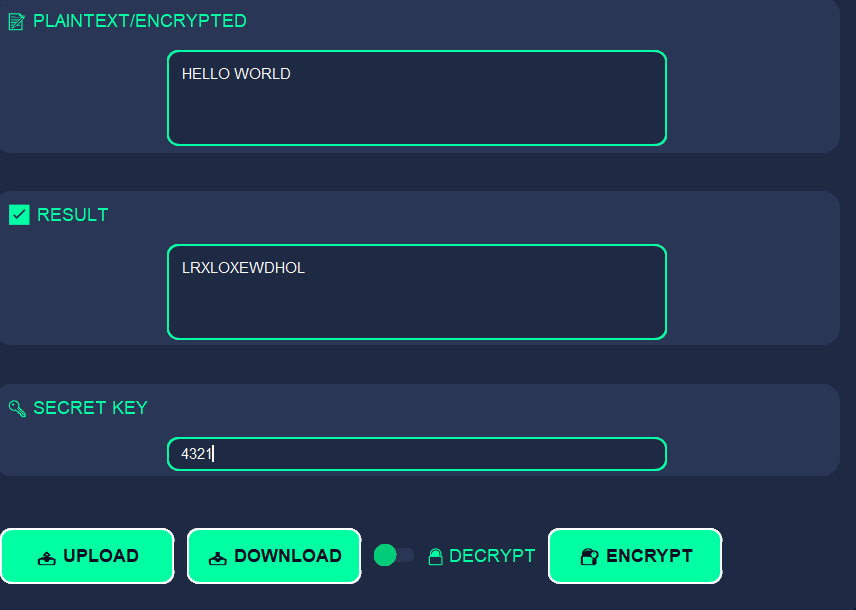 PLAINTEXT/ENCRYPTED
HELLO WORLD
RESULT
LRXLOXEWDHOL
SECRET KEY
4321
UPLOAD DOWNLOAD DECRYPT ENCRYPT